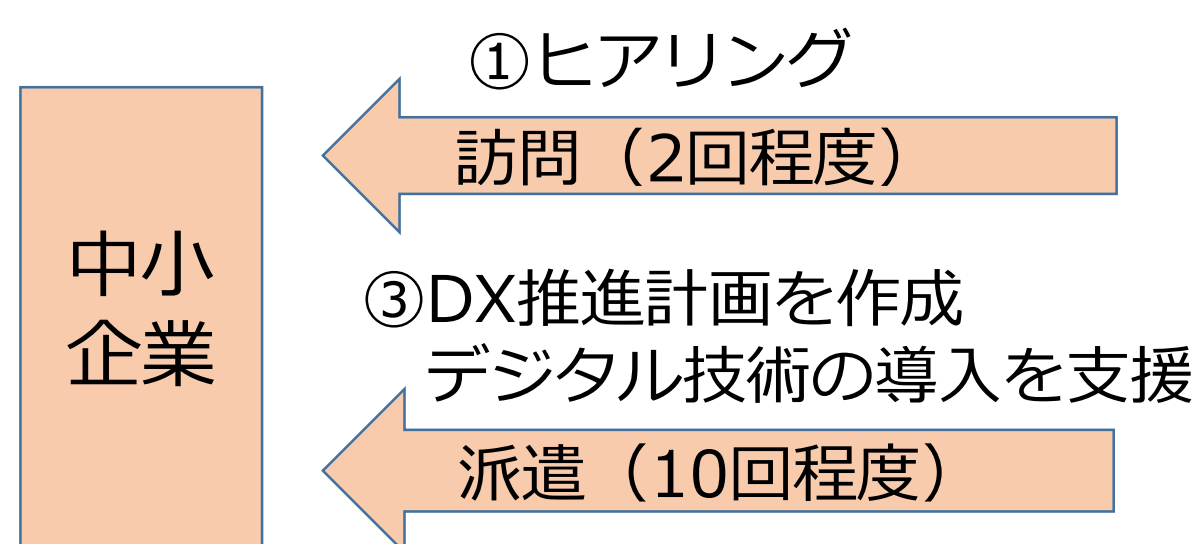 ①ヒアリング
訪問（2回程度）
中小
企業
③DX推進計画を作成
デジタル技術の導入を支援
派遣（10回程度）